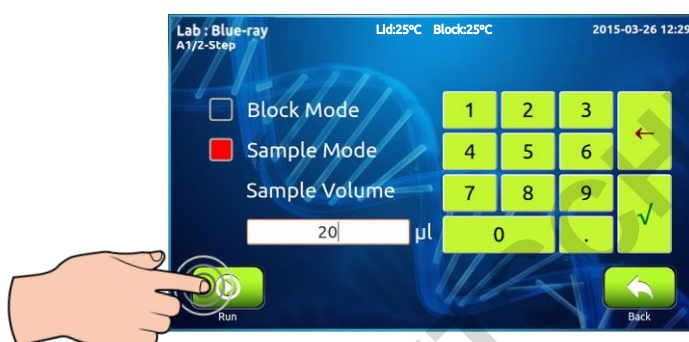 Lab : Blue-ray Lid:25°C Block:25°C 2015-03-26 12:29
A1/2-Step
Block Mode
Sample Mode
Sample Volume
20 µl
1 2 3 ←
4 5 6
7 8 9 √
0 .
Run
Back